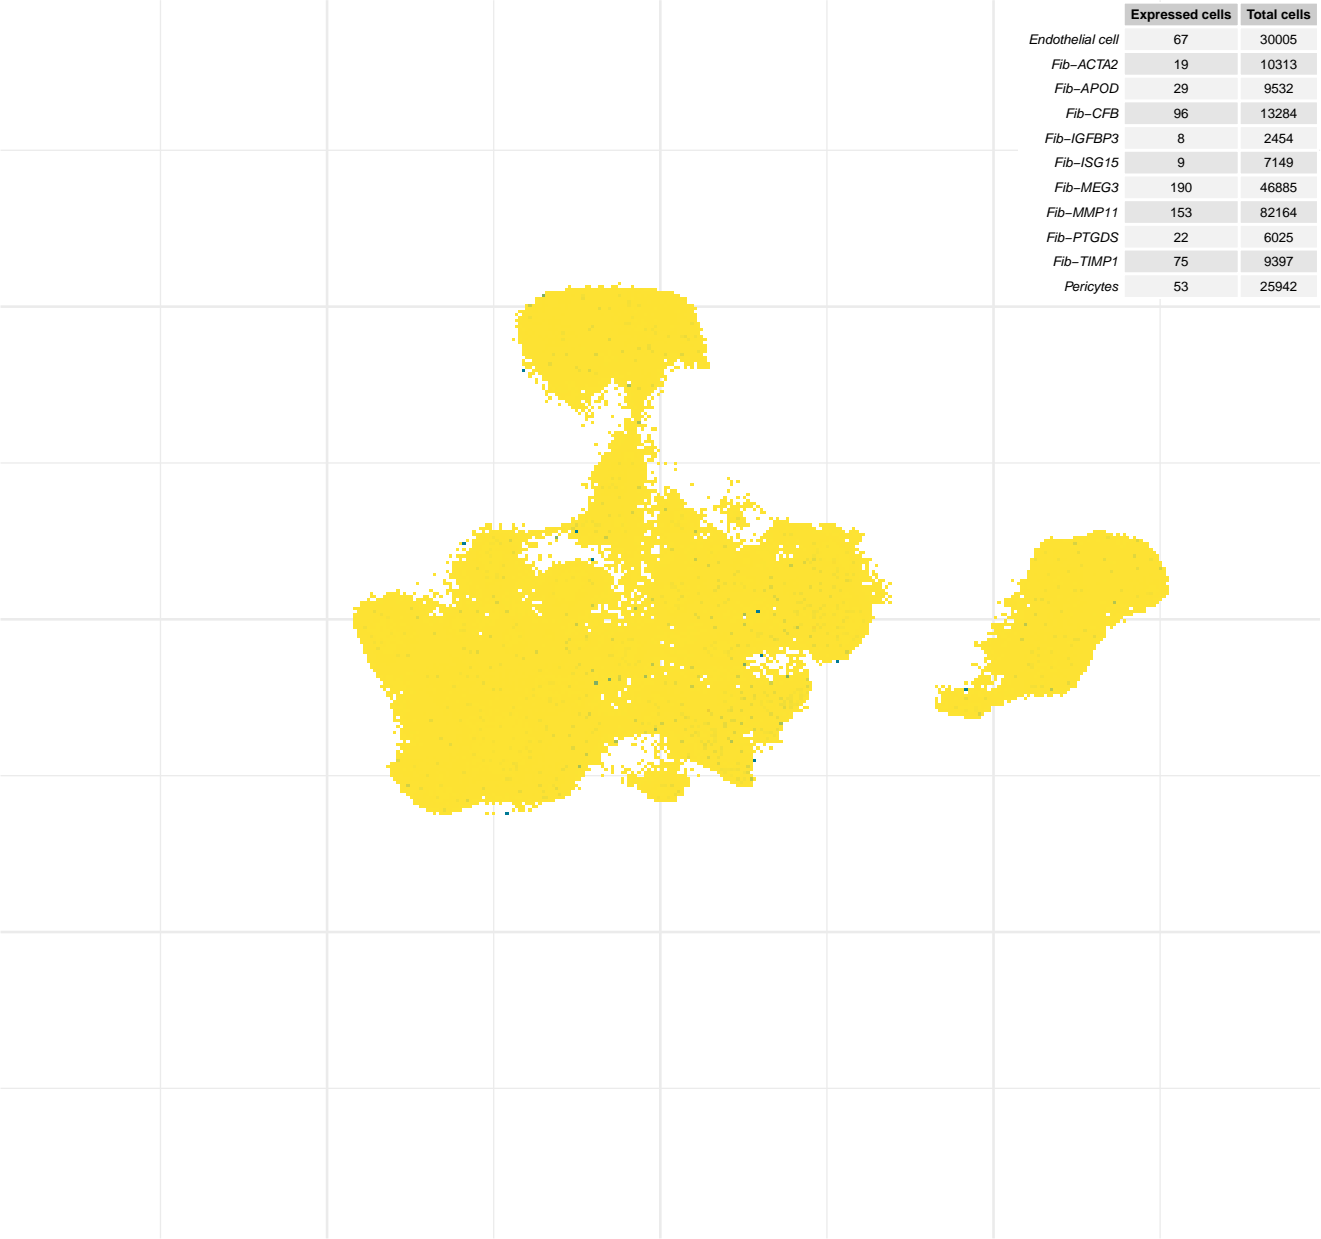 Expressed cells Total cells
Endothelial cell 67 30005
Fib−ACTA2 19 10313
Fib−APOD 29 9532
Fib−CFB 96 13284
Fib−IGFBP3 8 2454
Fib−ISG15 9 7149
Fib−MEG3 190 46885
Fib−MMP11 153 82164
Fib−PTGDS 22 6025
Fib−TIMP1 75 9397
Pericytes 53 25942